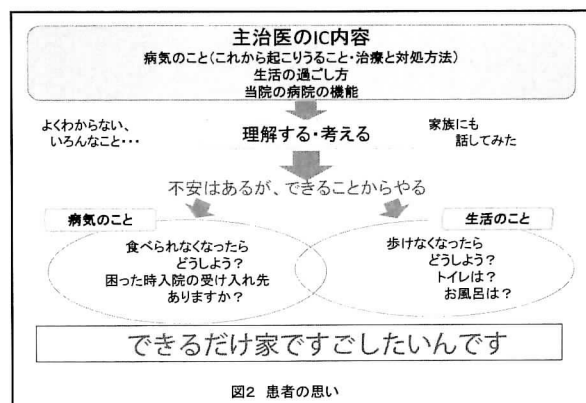 主治医のIC内容
病気のこと(これから起こりうること・治療と対処方法)
生活の過ごし方
当院の病院の機能
よくわからない、
いろんなこと・・・
理解する・考える
家族にも
話してみた
不安はあるが、できることからやる
病気のこと
生活のこと
食べられなくなったら
どうしよう?
困った時入院の受け入れ先
ありますか?
歩けなくなったら
どうしよう?
トイレは?
お風呂は?
できるだけ家ですごしたいんです
図2 患者の思い